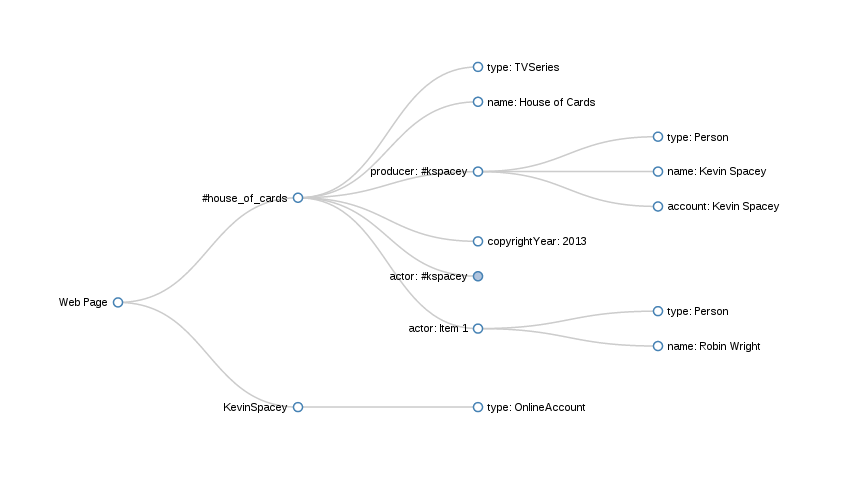 type: TVSeries
name: House of Cards
type: Person
producer: #kspacey
name: Kevin Spacey
#house_of_cards
account: Kevin Spacey
copyrightYear: 2013
actor: #kspacey
Web Page
type: Person
actor: Item 1
name: Robin Wright
KevinSpacey
type: OnlineAccount